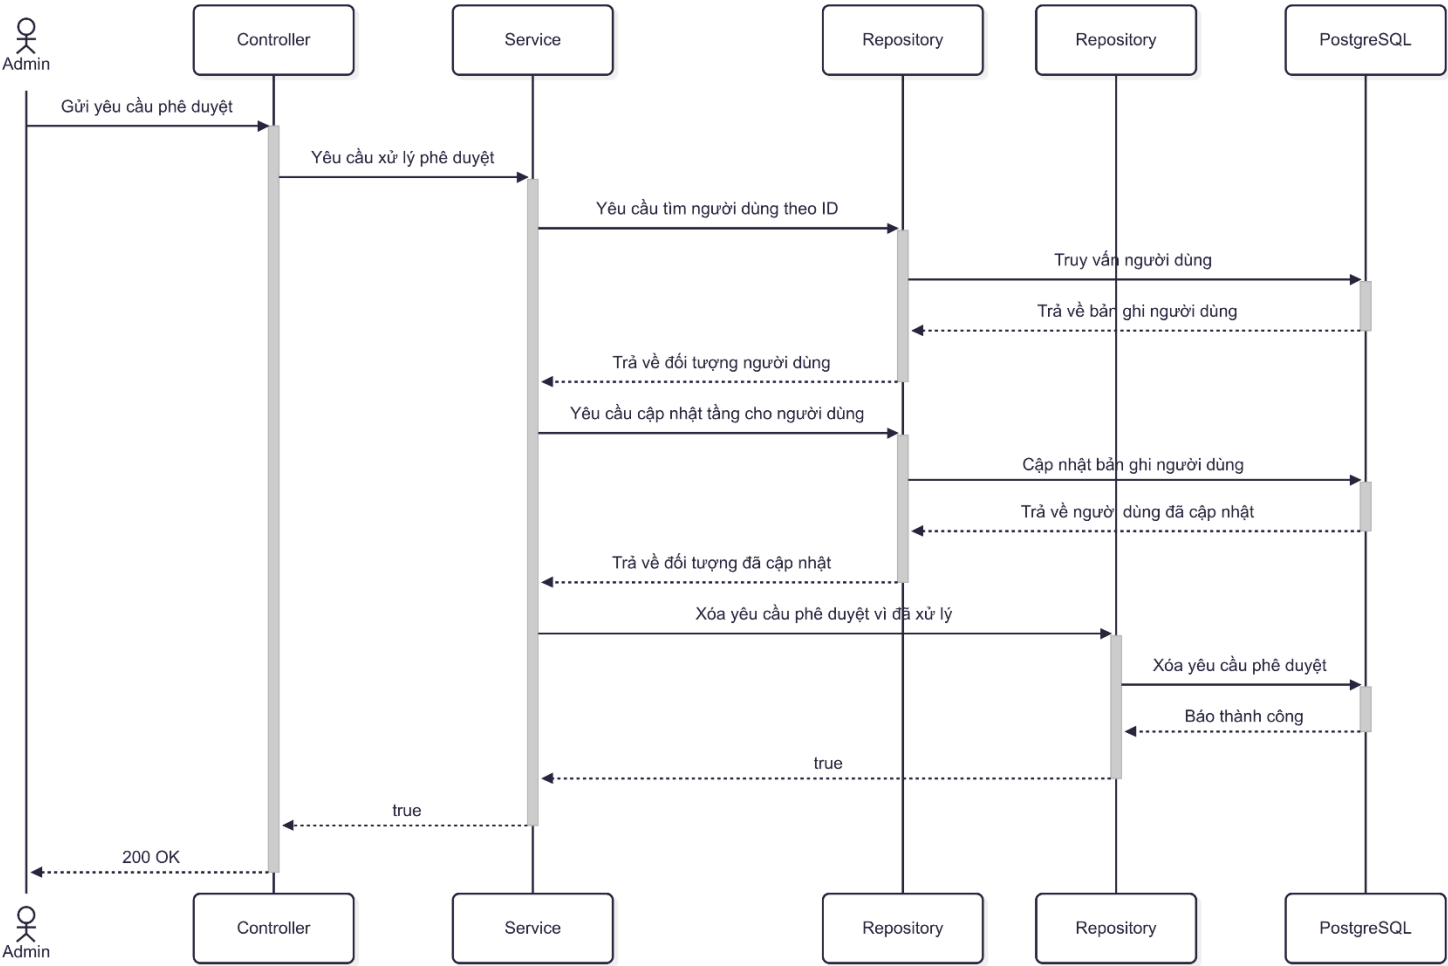 Admin
Controller
Service
Repository
Repository
PostgreSQL
Gửi yêu cầu phê duyệt
Yêu cầu xử lý phê duyệt
Yêu cầu tìm người dùng theo ID
Truy vấn người dùng
Trả về bản ghi người dùng
Trả về đối tượng người dùng
Yêu cầu cập nhật tầng cho người dùng
Cập nhật bản ghi người dùng
Trả về người dùng đã cập nhật
Trả về đối tượng đã cập nhật
Xóa yêu cầu phê duyệt vì đã xử lý
Xóa yêu cầu phê duyệt
Báo thành công
true
true
200 OK
Admin
Controller
Service
Repository
Repository
PostgreSQL